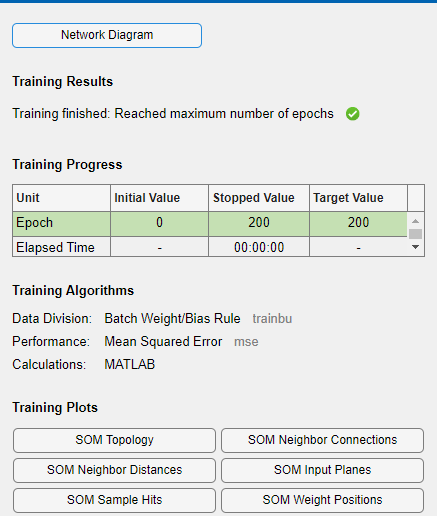 Network Diagram
Training Results
Training finished: Reached maximum number of epochs
Training Progress
Unit Initial Value Stopped Value Target Value
Epoch 0 200 200
Elapsed Time - 00:00:00 -
Training Algorithms
Data Division: Batch Weight/Bias Rule trainbu
Performance: Mean Squared Error mse
Calculations: MATLAB
Training Plots
SOM Topology SOM Neighbor Connections
SOM Neighbor Distances SOM Input Planes
SOM Sample Hits SOM Weight Positions